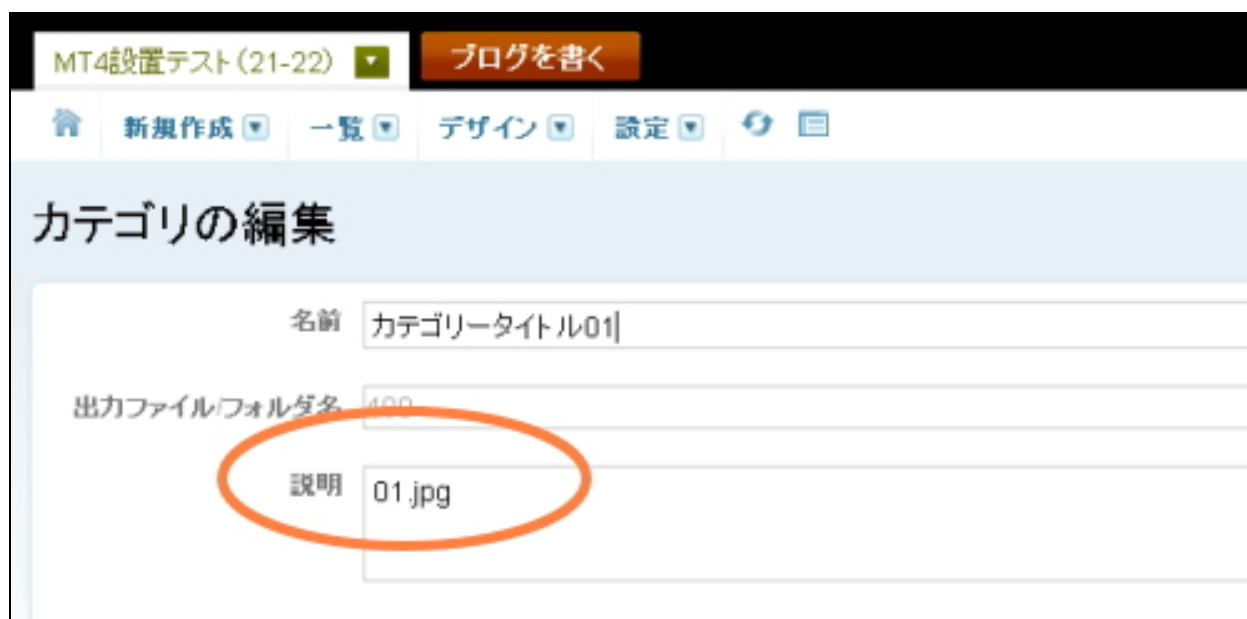 MT4設置テスト(21-22) ブログを書く
新規作成 一覧 デザイン 設定
カテゴリの編集
名前 カテゴリータイトル01
出力ファイル/フォルダ名
説明 01.jpg